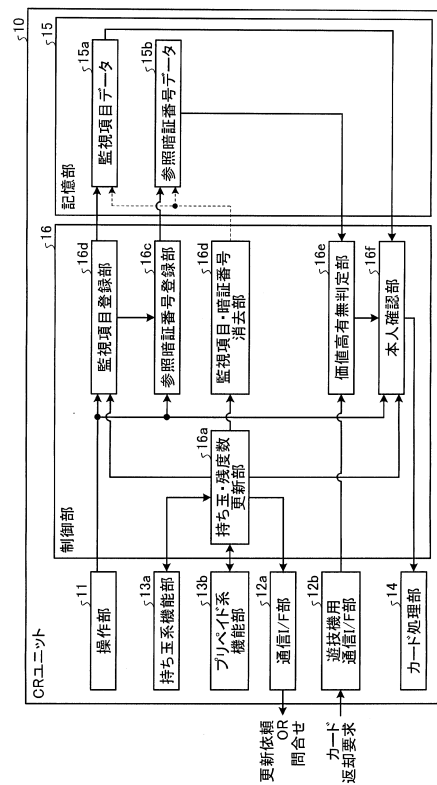 CRユニット
10
操作部
11
持ち玉系機能部
13a
プリペイド系
機能部
13b
通信I/F部
12a
遊技機用
通信I/F部
12b
カード処理部
14
更新依頼
OR
問合せ
カード
返却要求
制御部
16
持ち玉・残度数
更新部
16a
監視項目登録部
16d
参照暗証番号登録部
16c
監視項目・暗証番号
消去部
16d
価値高有無判定部
16e
本人確認部
16f
記憶部
15
監視項目データ
15a
参照暗証番号データ
15b